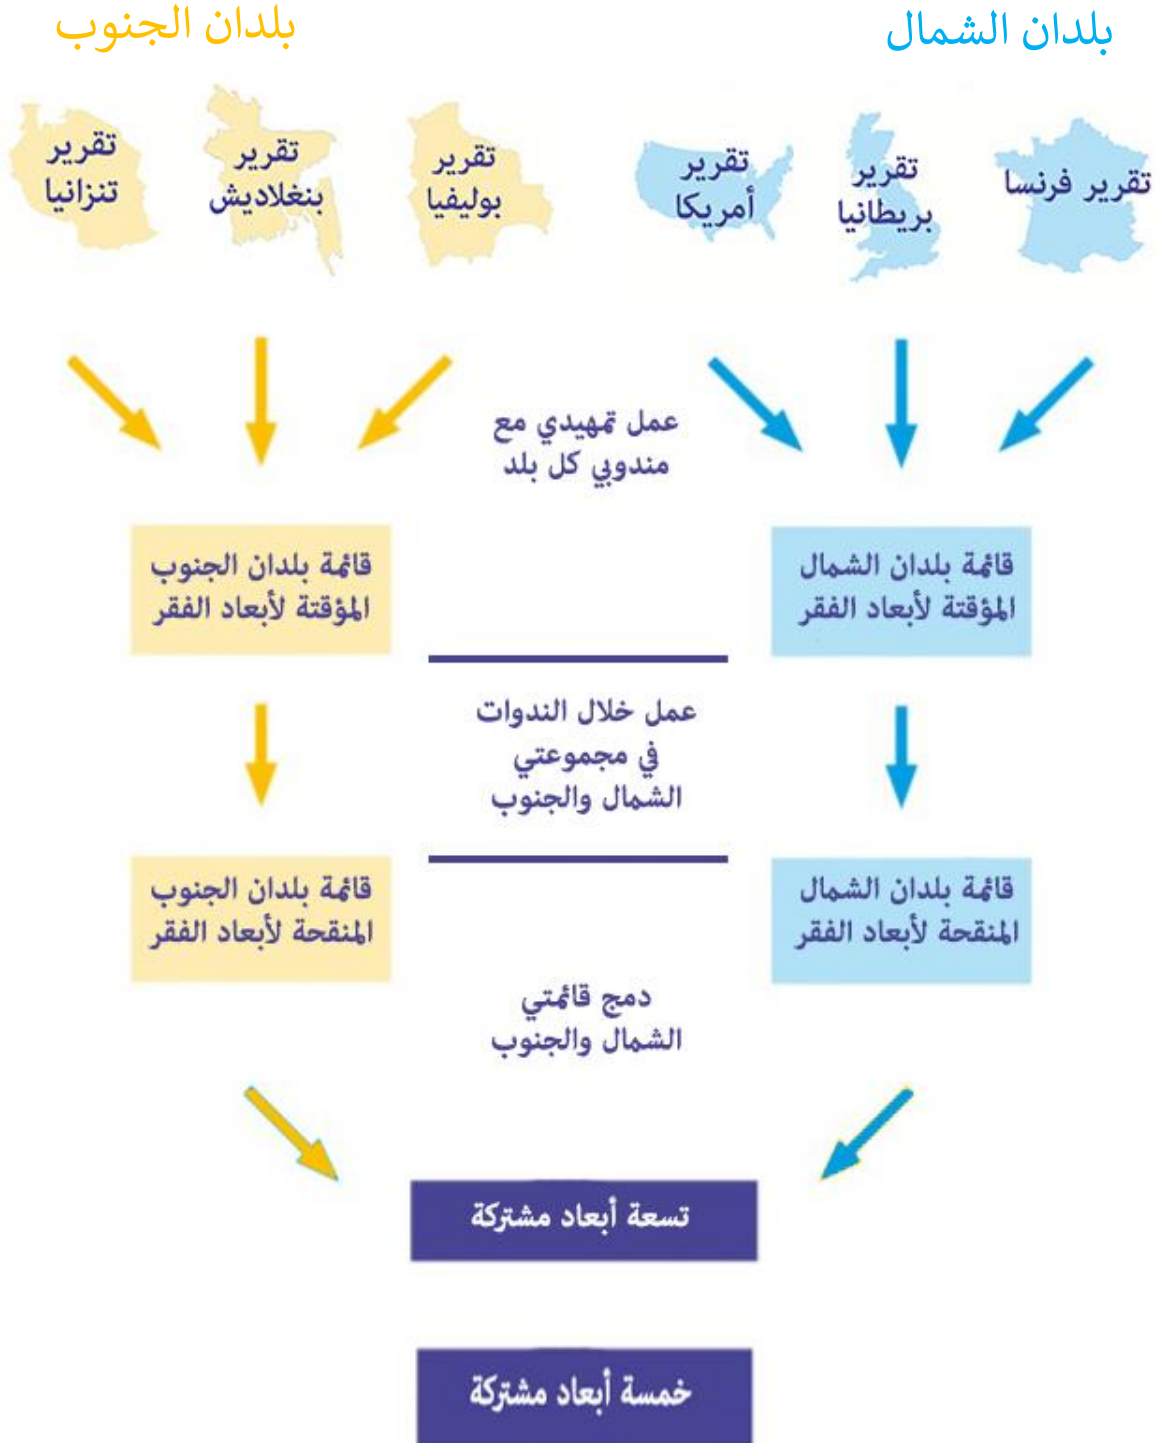 بلدان الشمال
بلدان الجنوب
تقرير فرنسا
تقرير
بريطانيا
تقرير
أمريكا
تقرير
بوليفيا
تقرير
بنغلاديش
تقرير
تنزانيا
عمل تمهيدي مع
مندوبي كل بلد
قائمة بلدان الشمال
المؤقتة لأبعاد الفقر
قائمة بلدان الجنوب
المؤقتة لأبعاد الفقر
عمل خلال الندوات
في مجموعتي
الشمال والجنوب
قائمة بلدان الشمال
المنقحة لأبعاد الفقر
قائمة بلدان الجنوب
المنقحة لأبعاد الفقر
دمج قائمتي
الشمال والجنوب
تسعة أبعاد مشتركة
خمسة أبعاد مشتركة